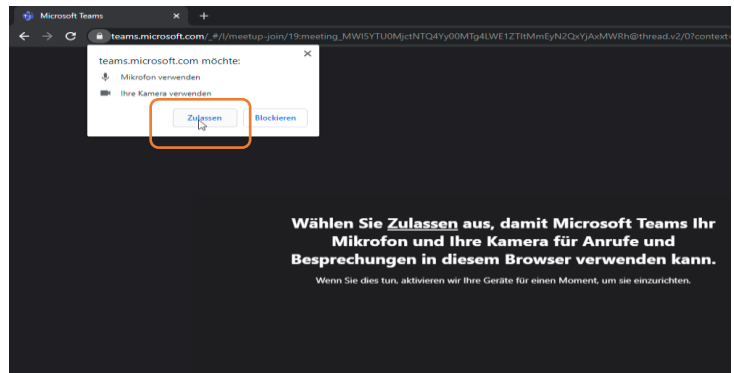 Microsoft Teams
teams.microsoft.com/_#/l/meetup-join/19:meeting_MWI5YTU0MjctNTQ4Yy00MTg4LWE1ZTItMmEyN2QxYjAxMWRh@thread.v2/0?context
teams.microsoft.com möchte:
Mikrofon verwenden
Ihre Kamera verwenden
Zulassen Blockieren
Wählen Sie Zulassen aus, damit Microsoft Teams Ihr
Mikrofon und Ihre Kamera für Anrufe und
Besprechungen in diesem Browser verwenden kann.
Wenn Sie dies tun, aktivieren wir Ihre Geräte für einen Moment, um sie einzurichten.